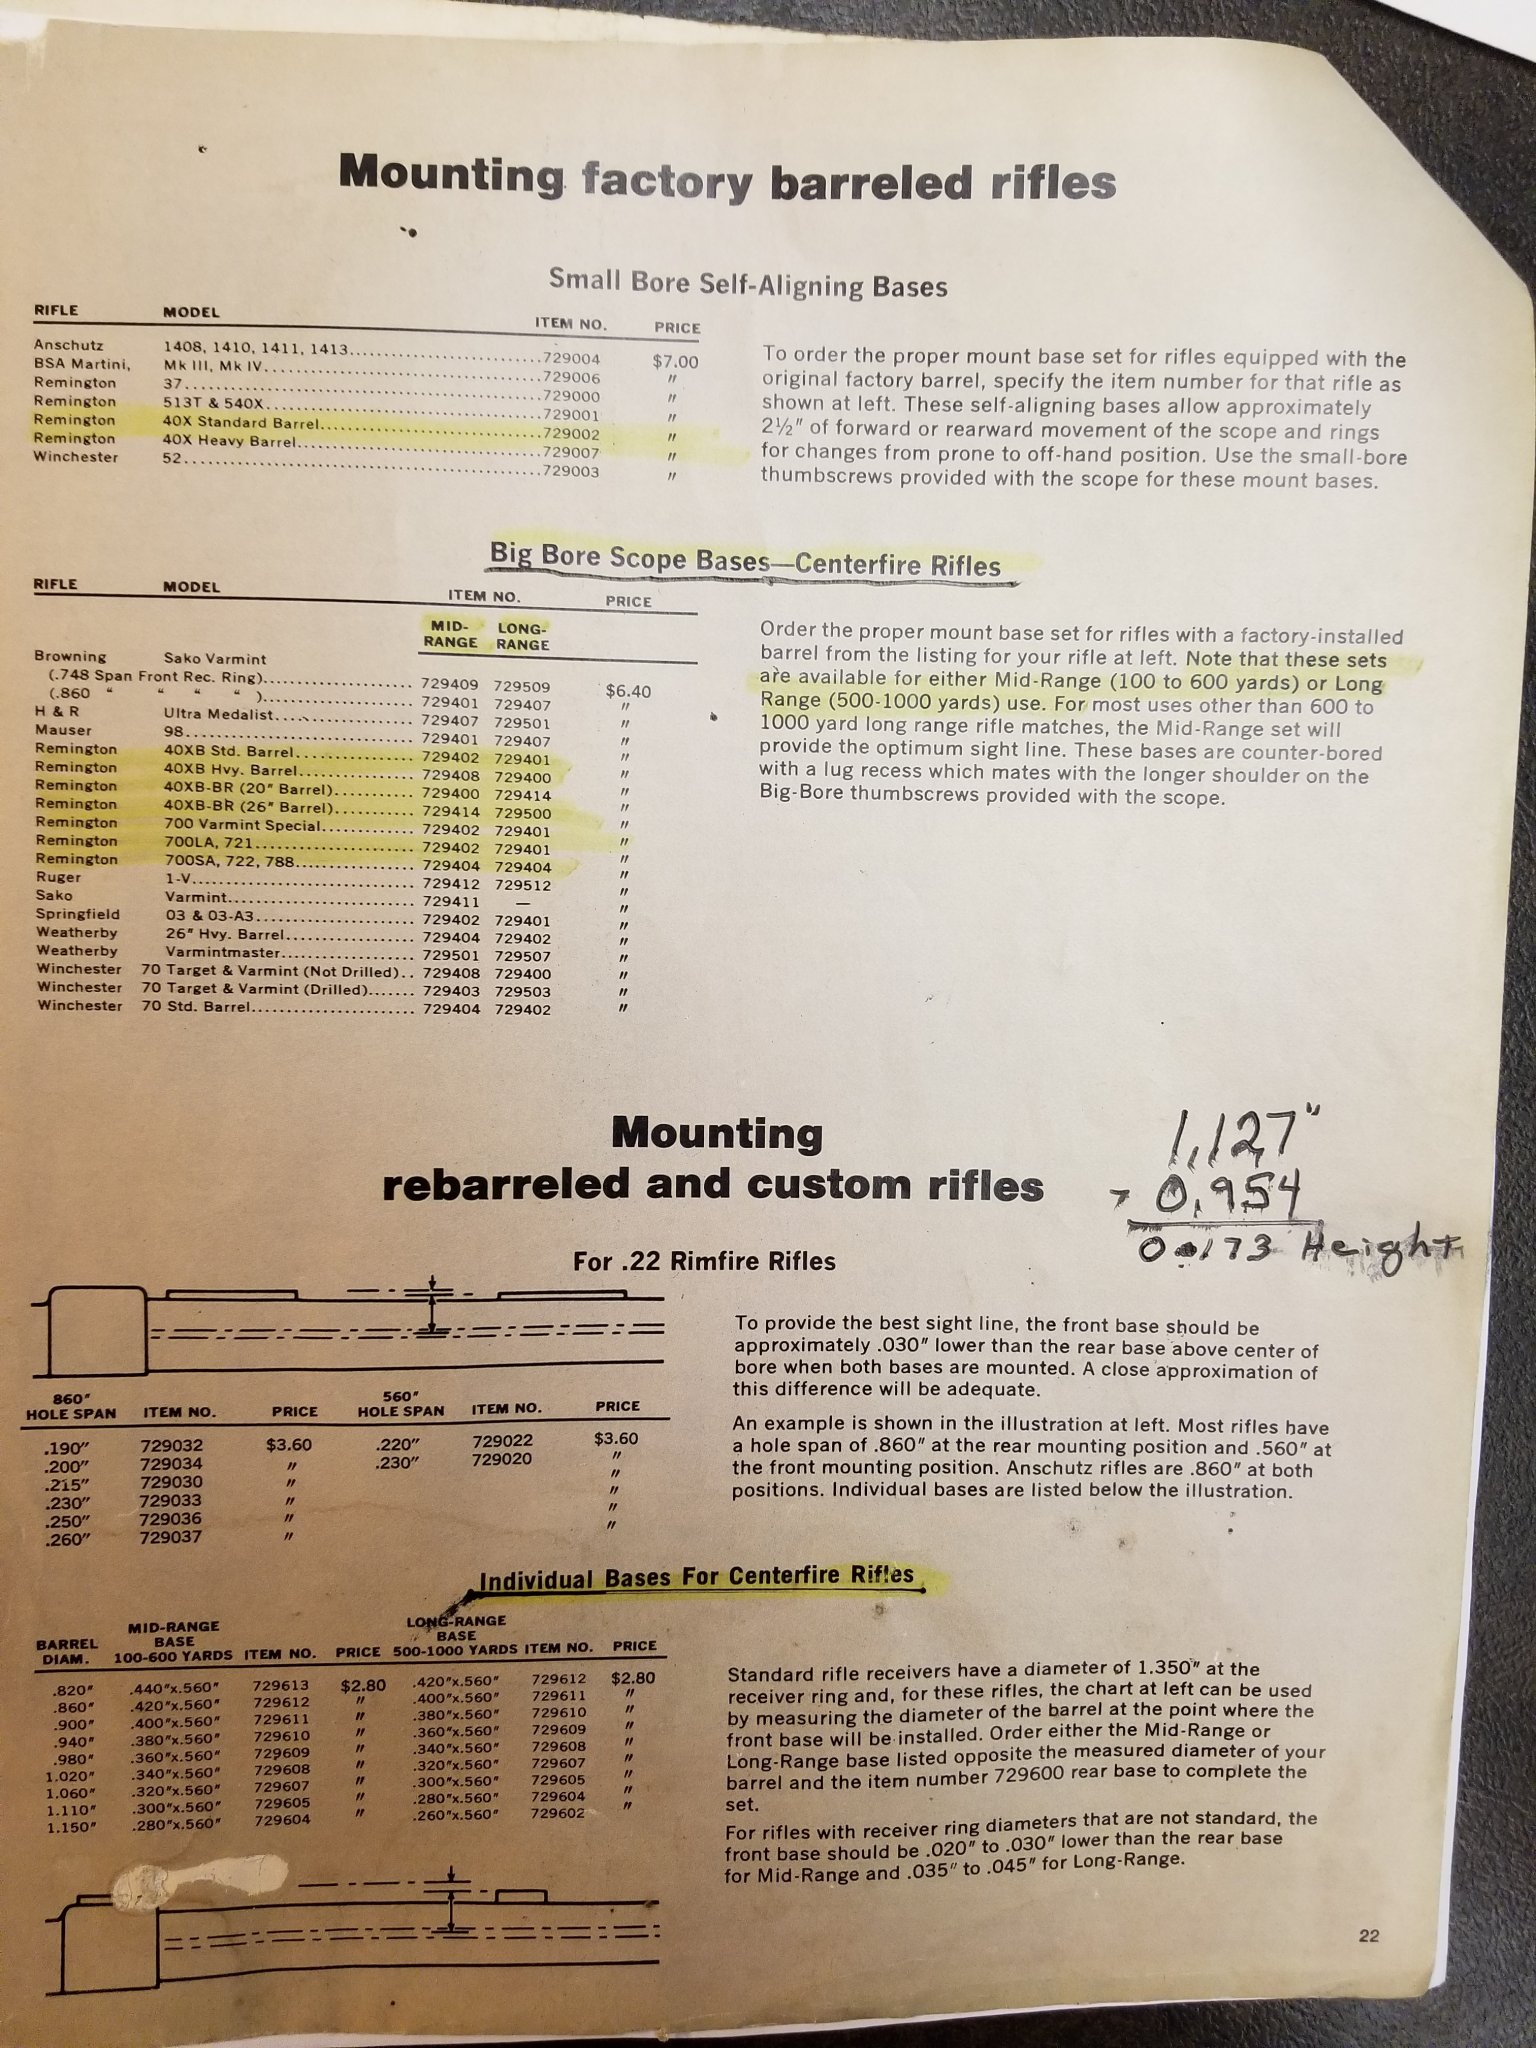 Mounting factory barreled rifles
Small Bore Self-Aligning Bases
RIFLE MODEL ITEM NO. PRICE
Anschutz 1408, 1410, 1411, 1413 729004 $7.00
BSA Martini, Mk III, Mk IV 729006 "
Remington 37 729000 "
Remington 513T & 540X 729001 "
Remington 40X Standard Barrel 729002 "
Remington 40X Heavy Barrel 729007 "
Winchester 52 729003 "
To order the proper mount base set for rifles equipped with the
original factory barrel, specify the item number for that rifle as
shown at left. These self-aligning bases allow approximately
2½" of forward or rearward movement of the scope and rings
for changes from prone to off-hand position. Use the small-bore
thumbscrews provided with the scope for these mount bases.
Big Bore Scope Bases—Centerfire Rifles
RIFLE MODEL ITEM NO. PRICE
MID- LONG-
RANGE RANGE
Browning Sako Varmint
(.748 Span Front Rec. Ring) 729409 729509 $6.40
(.860 " " " " ) 729401 729407 "
H & R Ultra Medalist 729407 729501 "
Mauser 98 729401 729407 "
Remington 40XB Std. Barrel 729402 729401 "
Remington 40XB Hvy. Barrel 729408 729400 "
Remington 40XB-BR (20" Barrel) 729400 729414 "
Remington 40XB-BR (26" Barrel) 729414 729500 "
Remington 700 Varmint Special 729402 729401 "
Remington 700LA, 721 729402 729401 "
Remington 700SA, 722, 788 729404 729404 "
Ruger 1-V 729412 729512 "
Sako Varmint 729411 — "
Springfield 03 & 03-A3 729402 729401 "
Weatherby 26" Hvy. Barrel 729404 729402 "
Weatherby Varmintmaster 729501 729507 "
Winchester 70 Target & Varmint (Not Drilled) 729408 729400 "
Winchester 70 Target & Varmint (Drilled) 729403 729503 "
Winchester 70 Std. Barrel 729404 729402 "
Order the proper mount base set for rifles with a factory-installed
barrel from the listing for your rifle at left. Note that these sets
are available for either Mid-Range (100 to 600 yards) or Long
Range (500-1000 yards) use. For most uses other than 600 to
1000 yard long range rifle matches, the Mid-Range set will
provide the optimum sight line. These bases are counter-bored
with a lug recess which mates with the longer shoulder on the
Big-Bore thumbscrews provided with the scope.
Mounting
rebarreled and custom rifles
1.127"
- 0.954
0.173 Height
For .22 Rimfire Rifles
860" 560"
HOLE SPAN ITEM NO. PRICE HOLE SPAN ITEM NO. PRICE
.190" 729032 $3.60 .220" 729022 $3.60
.200" 729034 " .230" 729020 "
.215" 729030 " "
.230" 729033 " "
.250" 729036 " "
.260" 729037 " "
To provide the best sight line, the front base should be
approximately .030" lower than the rear base above center of
bore when both bases are mounted. A close approximation of
this difference will be adequate.
An example is shown in the illustration at left. Most rifles have
a hole span of .860" at the rear mounting position and .560" at
the front mounting position. Anschutz rifles are .860" at both
positions. Individual bases are listed below the illustration.
Individual Bases For Centerfire Rifles
MID-RANGE LONG-RANGE
BARREL BASE BASE
DIAM. 100-600 YARDS ITEM NO. PRICE 500-1000 YARDS ITEM NO. PRICE
.820" .440"x.560" 729613 $2.80 .420"x.560" 729612 $2.80
.860" .420"x.560" 729612 " .400"x.560" 729611 "
.900" .400"x.560" 729611 " .380"x.560" 729610 "
.940" .380"x.560" 729610 " .360"x.560" 729609 "
.980" .360"x.560" 729609 " .340"x.560" 729608 "
1.020" .340"x.560" 729608 " .320"x.560" 729607 "
1.060" .320"x.560" 729607 " .300"x.560" 729605 "
1.110" .300"x.560" 729605 " .280"x.560" 729604 "
1.150" .280"x.560" 729604 .260"x.560" 729602
Standard rifle receivers have a diameter of 1.350" at the
receiver ring and, for these rifles, the chart at left can be used
by measuring the diameter of the barrel at the point where the
front base will be installed. Order either the Mid-Range or
Long-Range base listed opposite the measured diameter of your
barrel and the item number 729600 rear base to complete the
set.
For rifles with receiver ring diameters that are not standard, the
front base should be .020" to .030" lower than the rear base
for Mid-Range and .035" to .045" for Long-Range.
22